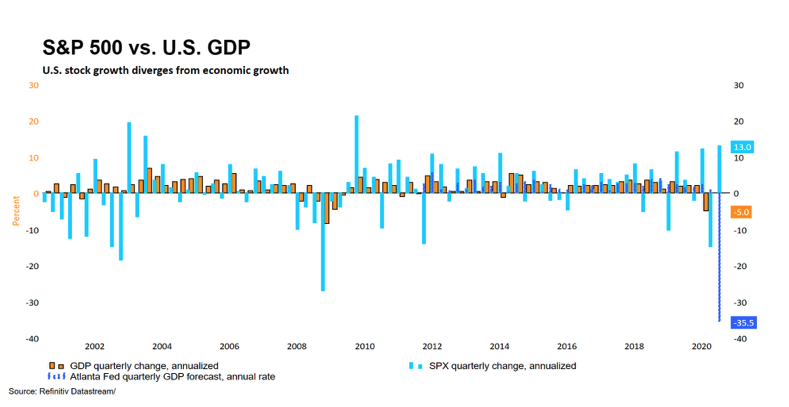 S&P 500 vs. U.S. GDP
U.S. stock growth diverges from economic growth
30 30
20 20
13.0
10 10
0 0
-5.0
Percent
-10 -10
-20 -20
-30 -30
-35.5
-40 -40
2002 2004 2006 2008 2010 2012 2014 2016 2018 2020
GDP quarterly change, annualized SPX quarterly change, annualized
Atlanta Fed quarterly GDP forecast, annual rate
Source: Refinitiv Datastream/